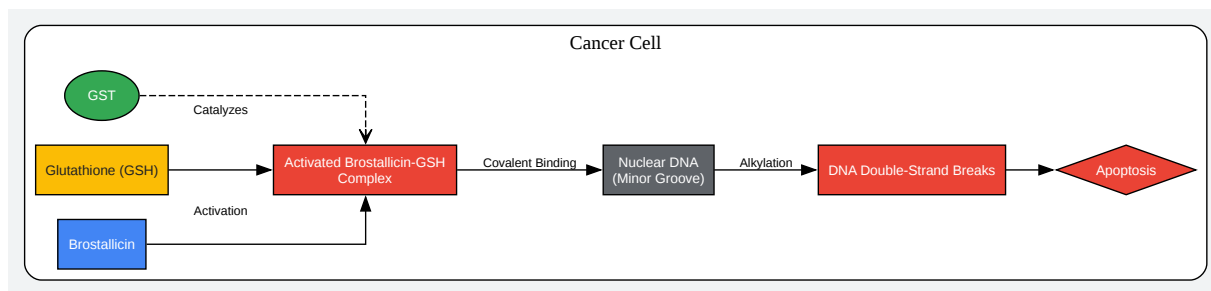 Cancer Cell
GST
Catalyzes
Glutathione (GSH)
Activated Brostallicin-GSH
Complex
Covalent Binding
Nuclear DNA
(Minor Groove)
Alkylation
DNA Double-Strand Breaks
Apoptosis
Activation
Brostallicin